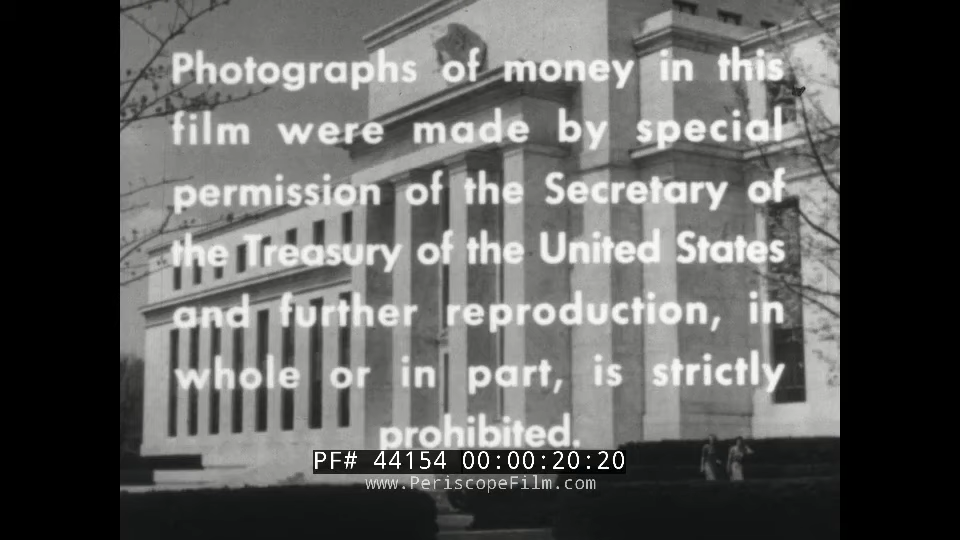 Photographs of money in this
film were made by special
permission of the Secretary of
the Treasury of the United States
and further reproduction, in
whole or in part, is strictly
prohibited.
PF# 44154 00:00:20:20
www.PeriscopeFilm.com